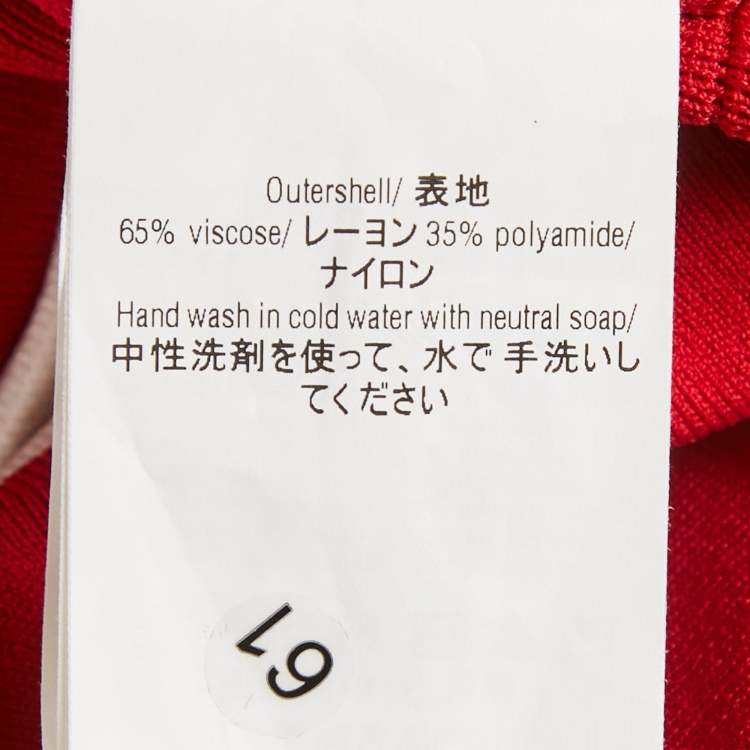 Outershell/ 表地
65% viscose/ レーヨン 35% polyamide/
ナイロン
Hand wash in cold water with neutral soap/
中性洗剤を使って、水で 手洗いし
てください
61